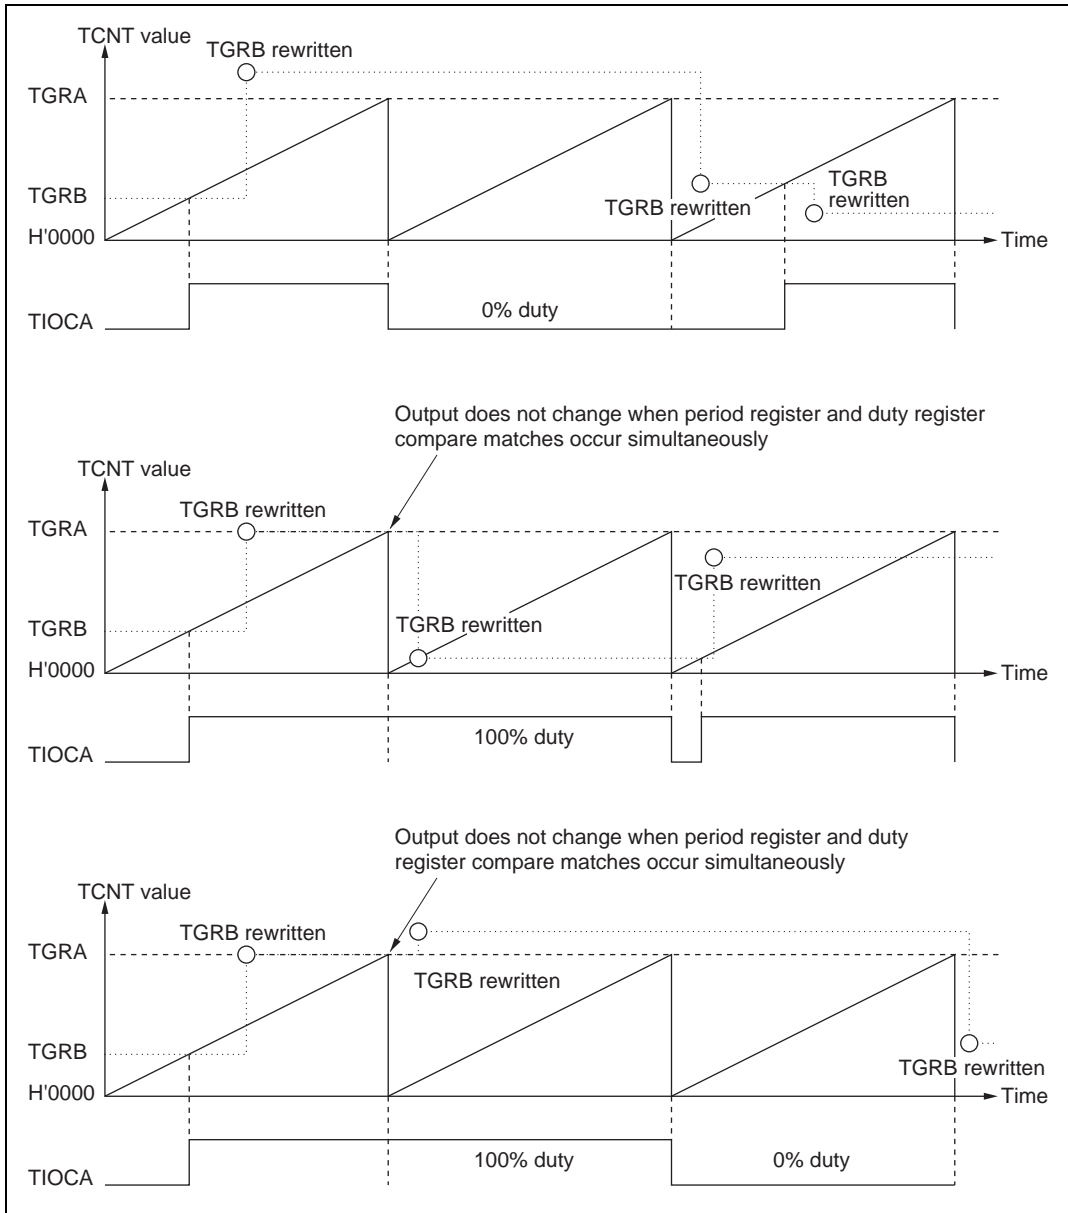 TCNT value
TGRB rewritten
TGRA
TGRB
TGRB rewritten
TGRB
rewritten
H'0000
Time
TIOCA
0% duty
Output does not change when period register and duty register
compare matches occur simultaneously
TCNT value
TGRB rewritten
TGRA
TGRB rewritten
TGRB
TGRB rewritten
H'0000
Time
TIOCA
100% duty
Output does not change when period register and duty
register compare matches occur simultaneously
TCNT value
TGRB rewritten
TGRA
TGRB rewritten
TGRB
TGRB rewritten
H'0000
Time
TIOCA
100% duty
0% duty